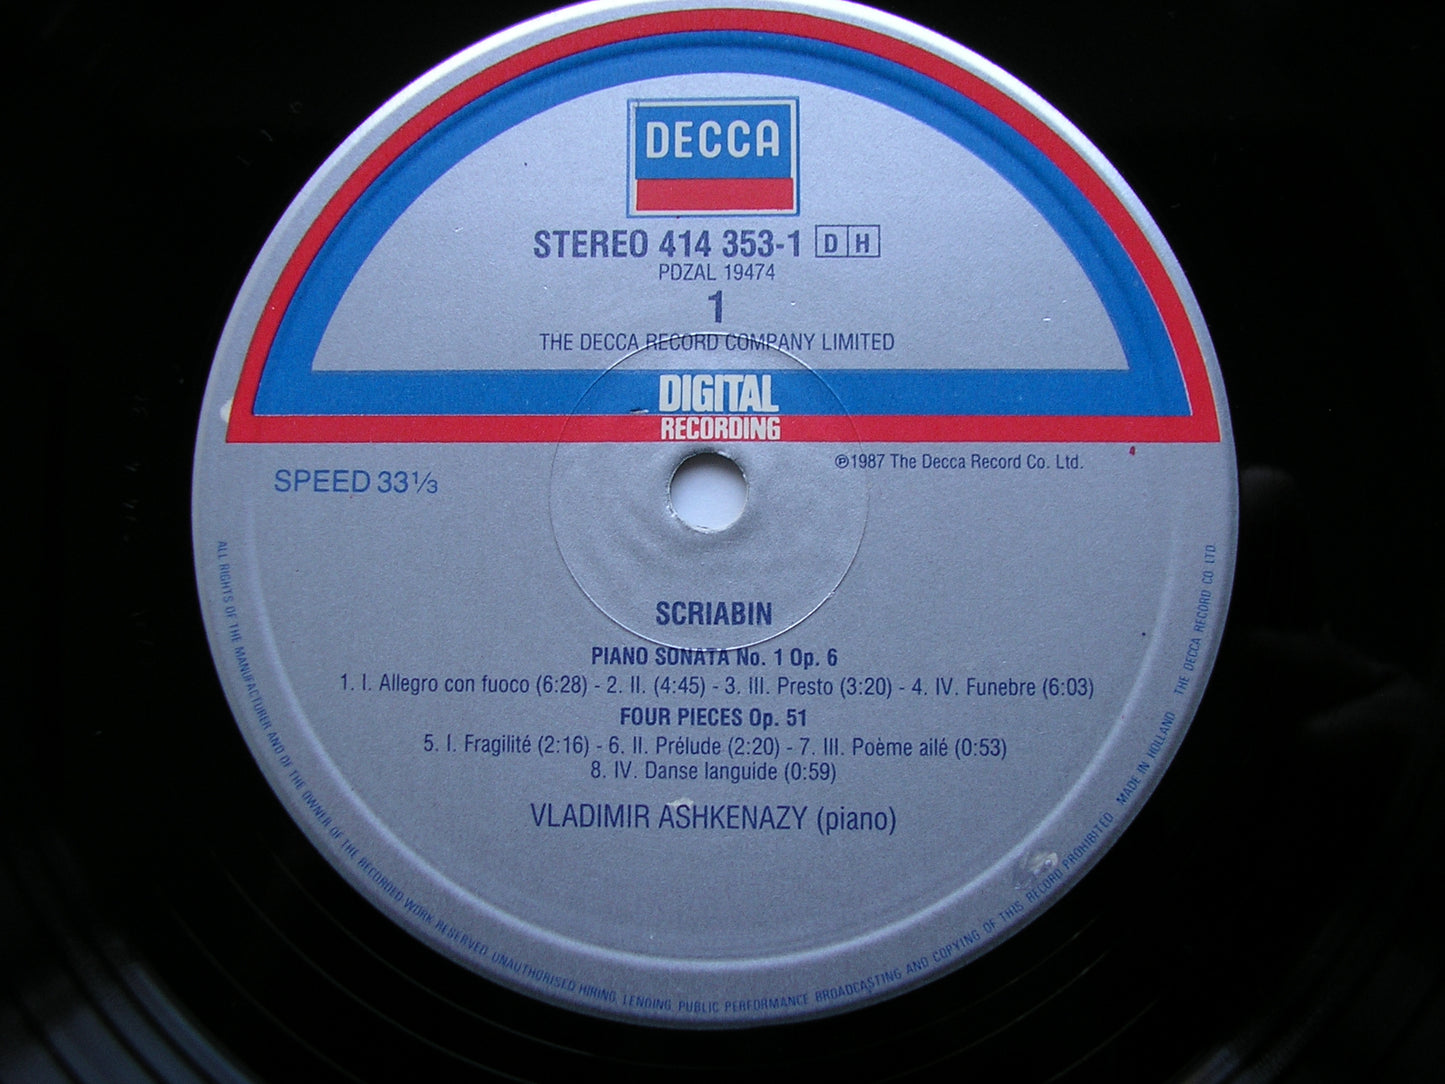 DECCA
STEREO 414 353-1 D H
PDZAL 19474
1
THE DECCA RECORD COMPANY LIMITED
DIGITAL
RECORDING
℗1987 The Decca Record Co. Ltd.
SPEED 33⅓
SCRIABIN
PIANO SONATA No. 1 Op. 6
1. I. Allegro con fuoco (6:28) - 2. II. (4:45) - 3. III. Presto (3:20) - 4. IV. Funebre (6:03)
FOUR PIECES Op. 51
5. I. Fragilité (2:16) - 6. II. Prélude (2:20) - 7. III. Poème ailé (0:53)
8. IV. Danse languide (0:59)
VLADIMIR ASHKENAZY (piano)
ALL RIGHTS OF THE MANUFACTURER AND OF THE OWNER OF THE RECORDED WORK RESERVED. UNAUTHORISED HIRING, LENDING, PUBLIC PERFORMANCE BROADCASTING AND COPYING OF THIS RECORD PROHIBITED MADE IN HOLLAND THE DECCA RECORD CO. LTD.